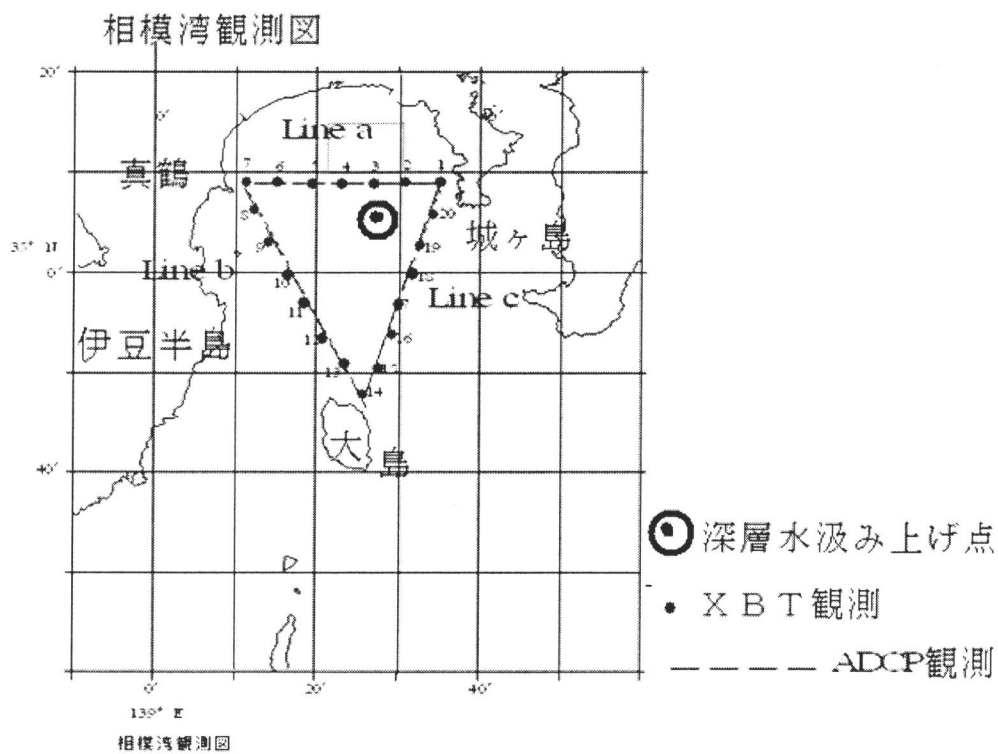 相模湾観測図
20′
Line a
7 6 5 4 3 2 1
真鶴
8
20
9
19
城ヶ島
35° N
0′
Line b
10
18
11
Line c
16
伊豆半島
13
14
大島
40′
深層水汲み上げ点
XBT観測
ADCP観測
0′
20′
40′
139° E
相模湾観測図